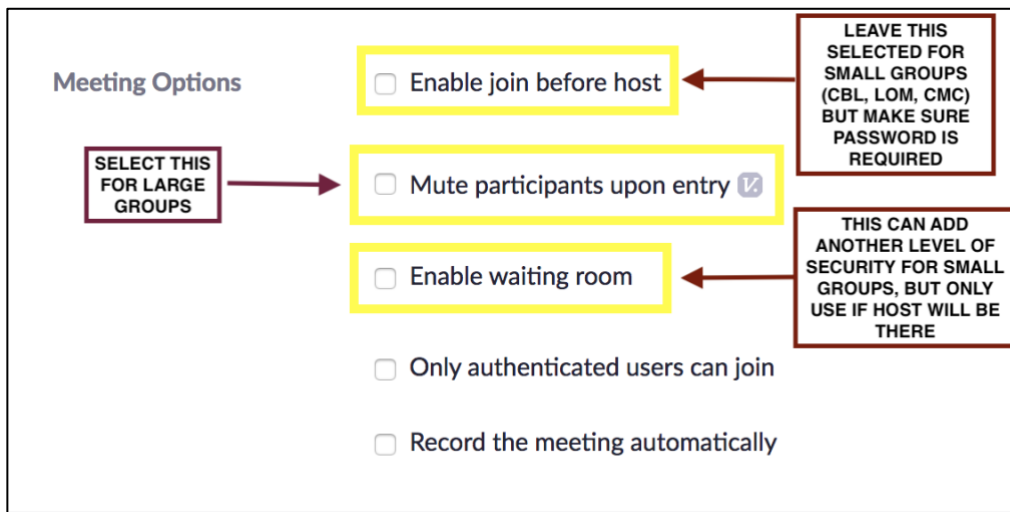 Meeting Options
Enable join before host
LEAVE THIS
SELECTED FOR
SMALL GROUPS
(CBL, LOM, CMC)
BUT MAKE SURE
PASSWORD IS
REQUIRED
SELECT THIS
FOR LARGE
GROUPS
Mute participants upon entry V.
Enable waiting room
THIS CAN ADD
ANOTHER LEVEL OF
SECURITY FOR SMALL
GROUPS, BUT ONLY
USE IF HOST WILL BE
THERE
Only authenticated users can join
Record the meeting automatically